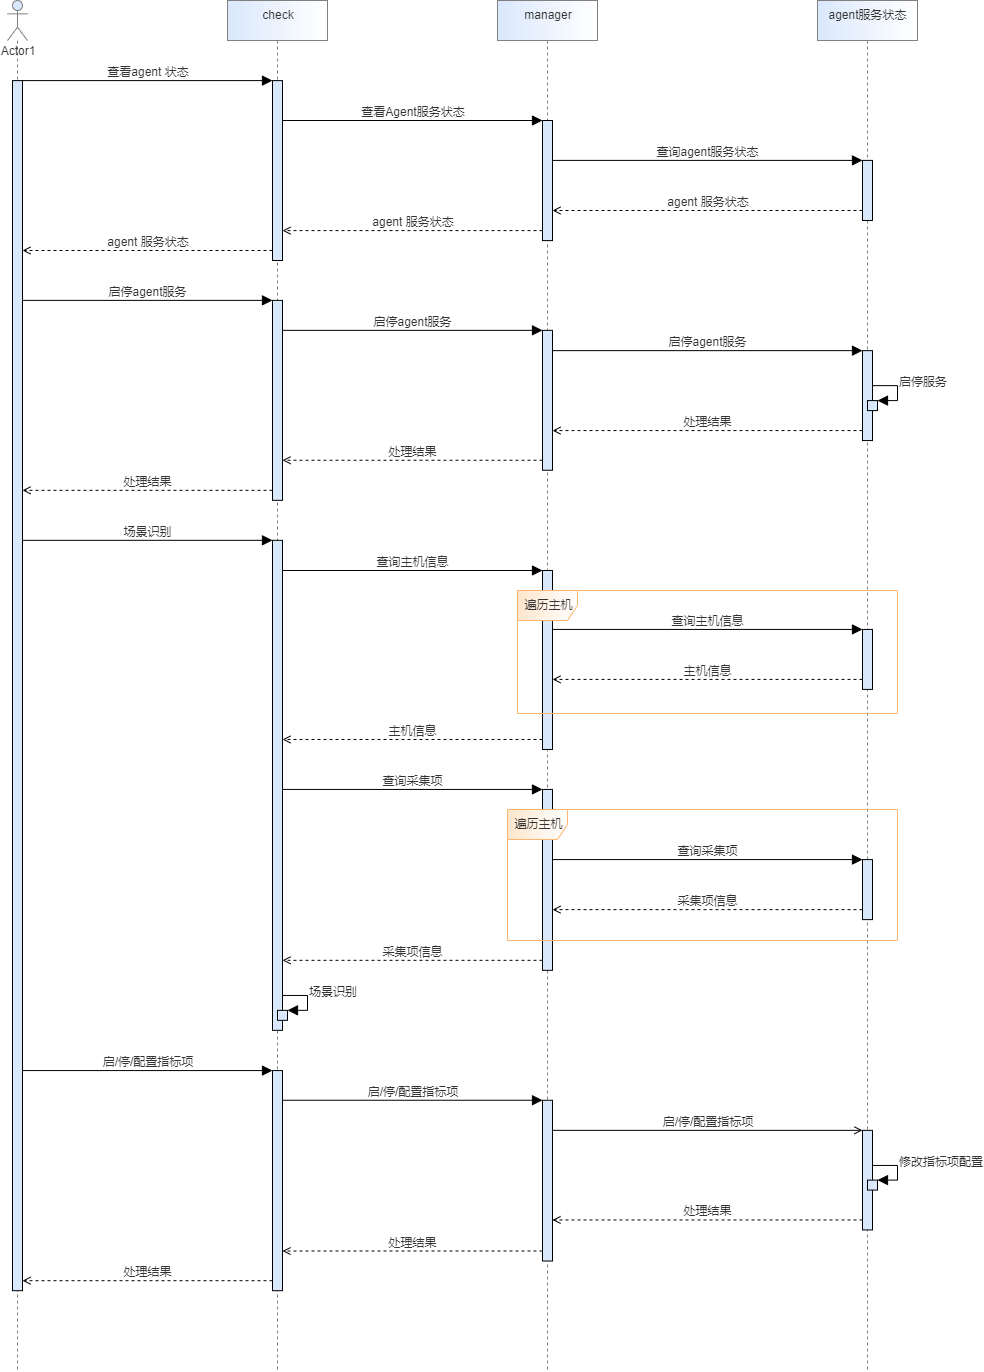 check
manager
agent服务状态
Actor1
查看agent 状态
查看Agent服务状态
查询agent服务状态
agent 服务状态
agent 服务状态
agent 服务状态
启停agent服务
启停agent服务
启停agent服务
启停服务
处理结果
处理结果
处理结果
场景识别
查询主机信息
遍历主机
查询主机信息
主机信息
主机信息
查询采集项
遍历主机
查询采集项
采集项信息
采集项信息
场景识别
启/停/配置指标项
启/停/配置指标项
启/停/配置指标项
修改指标项配置
处理结果
处理结果
处理结果